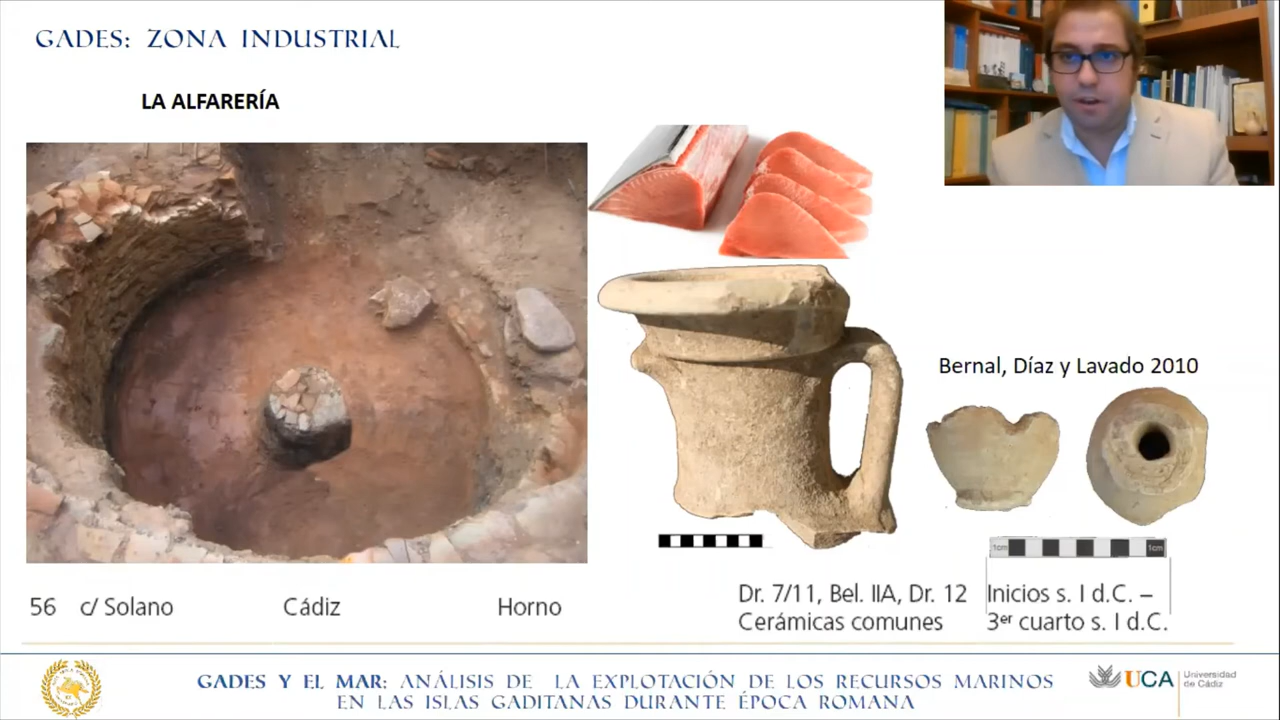 GADES: ZONA INDUSTRIAL
LA ALFARERÍA
Bernal, Díaz y Lavado 2010
1cm 1cm
56 c/ Solano Cádiz Horno
Dr. 7/11, Bel. IIA, Dr. 12
Cerámicas comunes
Inicios s. I d.C. –
3er cuarto s. I d.C.
GADES Y EL MAR: ANÁLISIS DE LA EXPLOTACIÓN DE LOS RECURSOS MARINOS
EN LAS ISLAS GADITANAS DURANTE ÉPOCA ROMANA
UCA
Universidad
de Cádiz